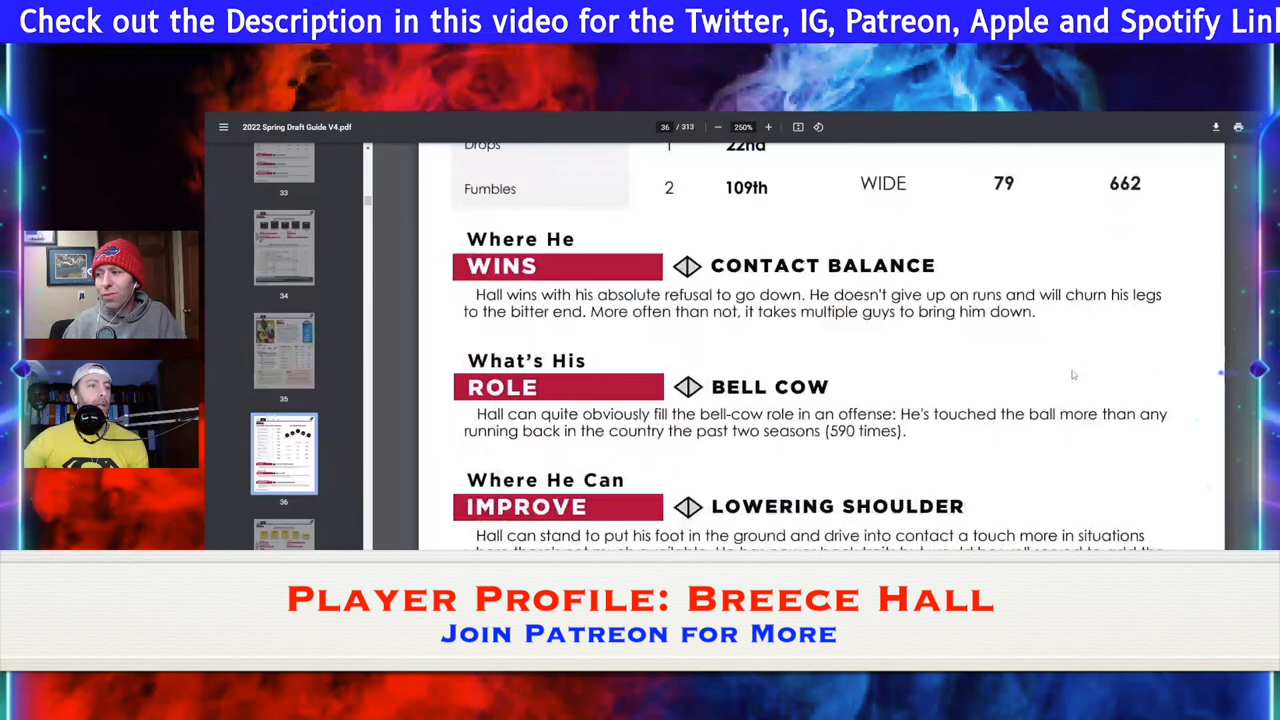 Check out the Description in this video for the Twitter, IG, Patreon, Apple and Spotify Lin
2022 Spring Draft Guide V4.pdf
36 / 313
250%
Drops 1 22nd
Fumbles 2 109th
WIDE 79 662
33
34
35
36
Where He
WINS CONTACT BALANCE
Hall wins with his absolute refusal to go down. He doesn't give up on runs and will churn his legs
to the bitter end. More often than not, it takes multiple guys to bring him down.
What's His
ROLE BELL COW
Hall can quite obviously fill the bell-cow role in an offense: He's touched the ball more than any
running back in the country the past two seasons (590 times).
Where He Can
IMPROVE LOWERING SHOULDER
Hall can stand to put his foot in the ground and drive into contact a touch more in situations
PLAYER PROFILE: BREECE HALL
JOIN PATREON FOR MORE